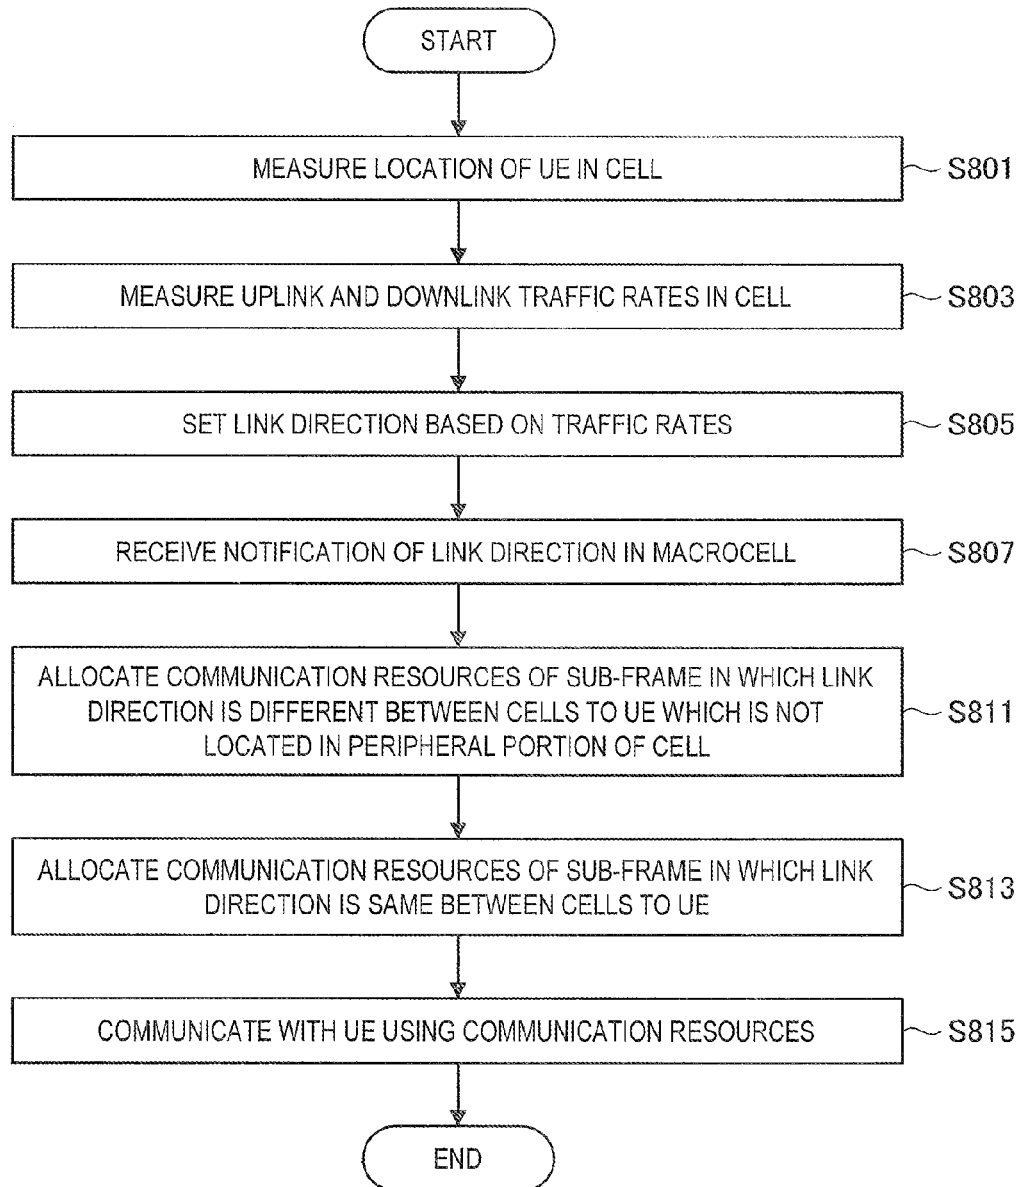 START
MEASURE LOCATION OF UE IN CELL
S801
MEASURE UPLINK AND DOWNLINK TRAFFIC RATES IN CELL
S803
SET LINK DIRECTION BASED ON TRAFFIC RATES
S805
RECEIVE NOTIFICATION OF LINK DIRECTION IN MACROCELL
S807
ALLOCATE COMMUNICATION RESOURCES OF SUB-FRAME IN WHICH LINK
DIRECTION IS DIFFERENT BETWEEN CELLS TO UE WHICH IS NOT
LOCATED IN PERIPHERAL PORTION OF CELL
S811
ALLOCATE COMMUNICATION RESOURCES OF SUB-FRAME IN WHICH LINK
DIRECTION IS SAME BETWEEN CELLS TO UE
S813
COMMUNICATE WITH UE USING COMMUNICATION RESOURCES
S815
END